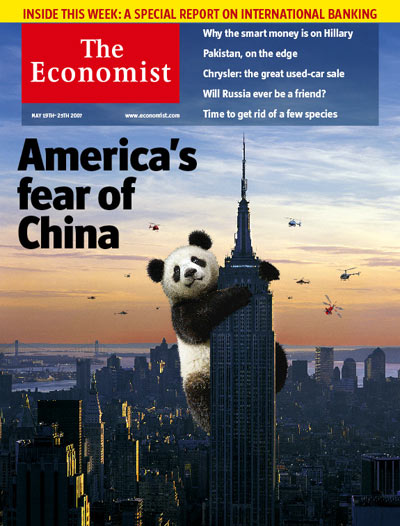 INSIDE THIS WEEK: A SPECIAL REPORT ON INTERNATIONAL BANKING
The
Economist
MAY 19TH-25TH 2007
www.economist.com
Why the smart money is on Hillary
Pakistan, on the edge
Chrysler: the great used-car sale
Will Russia ever be a friend?
Time to get rid of a few species
America's
fear of
China